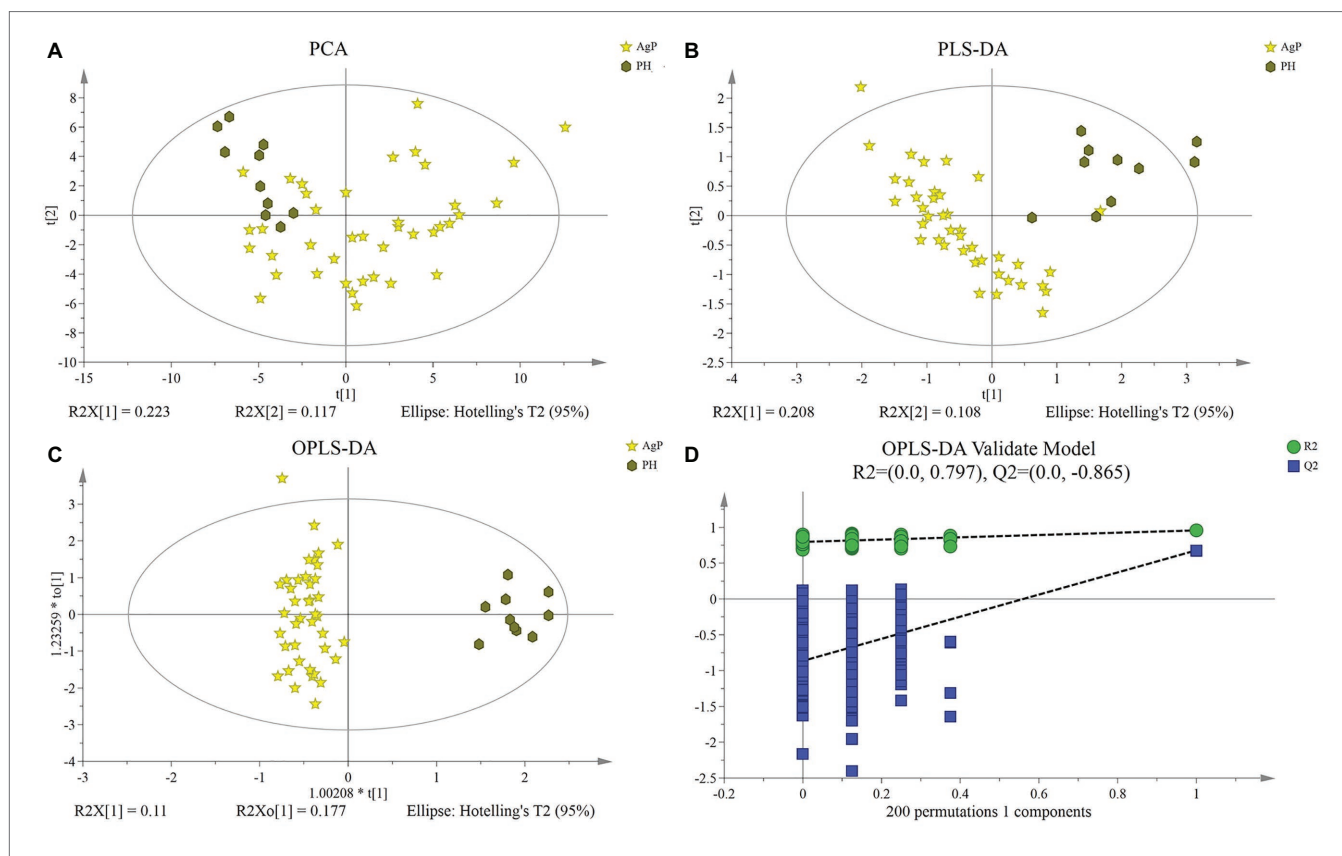 A
PCA
AgP
PH
t[2]
8
6
4
2
0
-2
-4
-6
-8
-10
-15
-10
-5
0
5
10
t[1]
R2X[1] = 0.223
R2X[2] = 0.117
Ellipse: Hotelling's T2 (95%)
B
PLS-DA
AgP
PH
t[2]
2
1.5
1
0.5
0
-0.5
-1
-1.5
-2
-2.5
-4
-3
-2
-1
0
1
2
3
4
t[1]
R2X[1] = 0.208
R2X[2] = 0.108
Ellipse: Hotelling's T2 (95%)
C
OPLS-DA
AgP
PH
1.23259 * to[1]
3
2
1
0
-1
-2
-3
-4
-3
-2
-1
0
1
2
1.00208 * t[1]
R2X[1] = 0.11
R2Xo[1] = 0.177
Ellipse: Hotelling's T2 (95%)
D
OPLS-DA Validate Model
R2=(0.0, 0.797), Q2=(0.0, -0.865)
R2
Q2
1
0.5
0
-0.5
-1
-1.5
-2
-2.5
-0.2
0
0.2
0.4
0.6
0.8
1
200 permutations 1 components